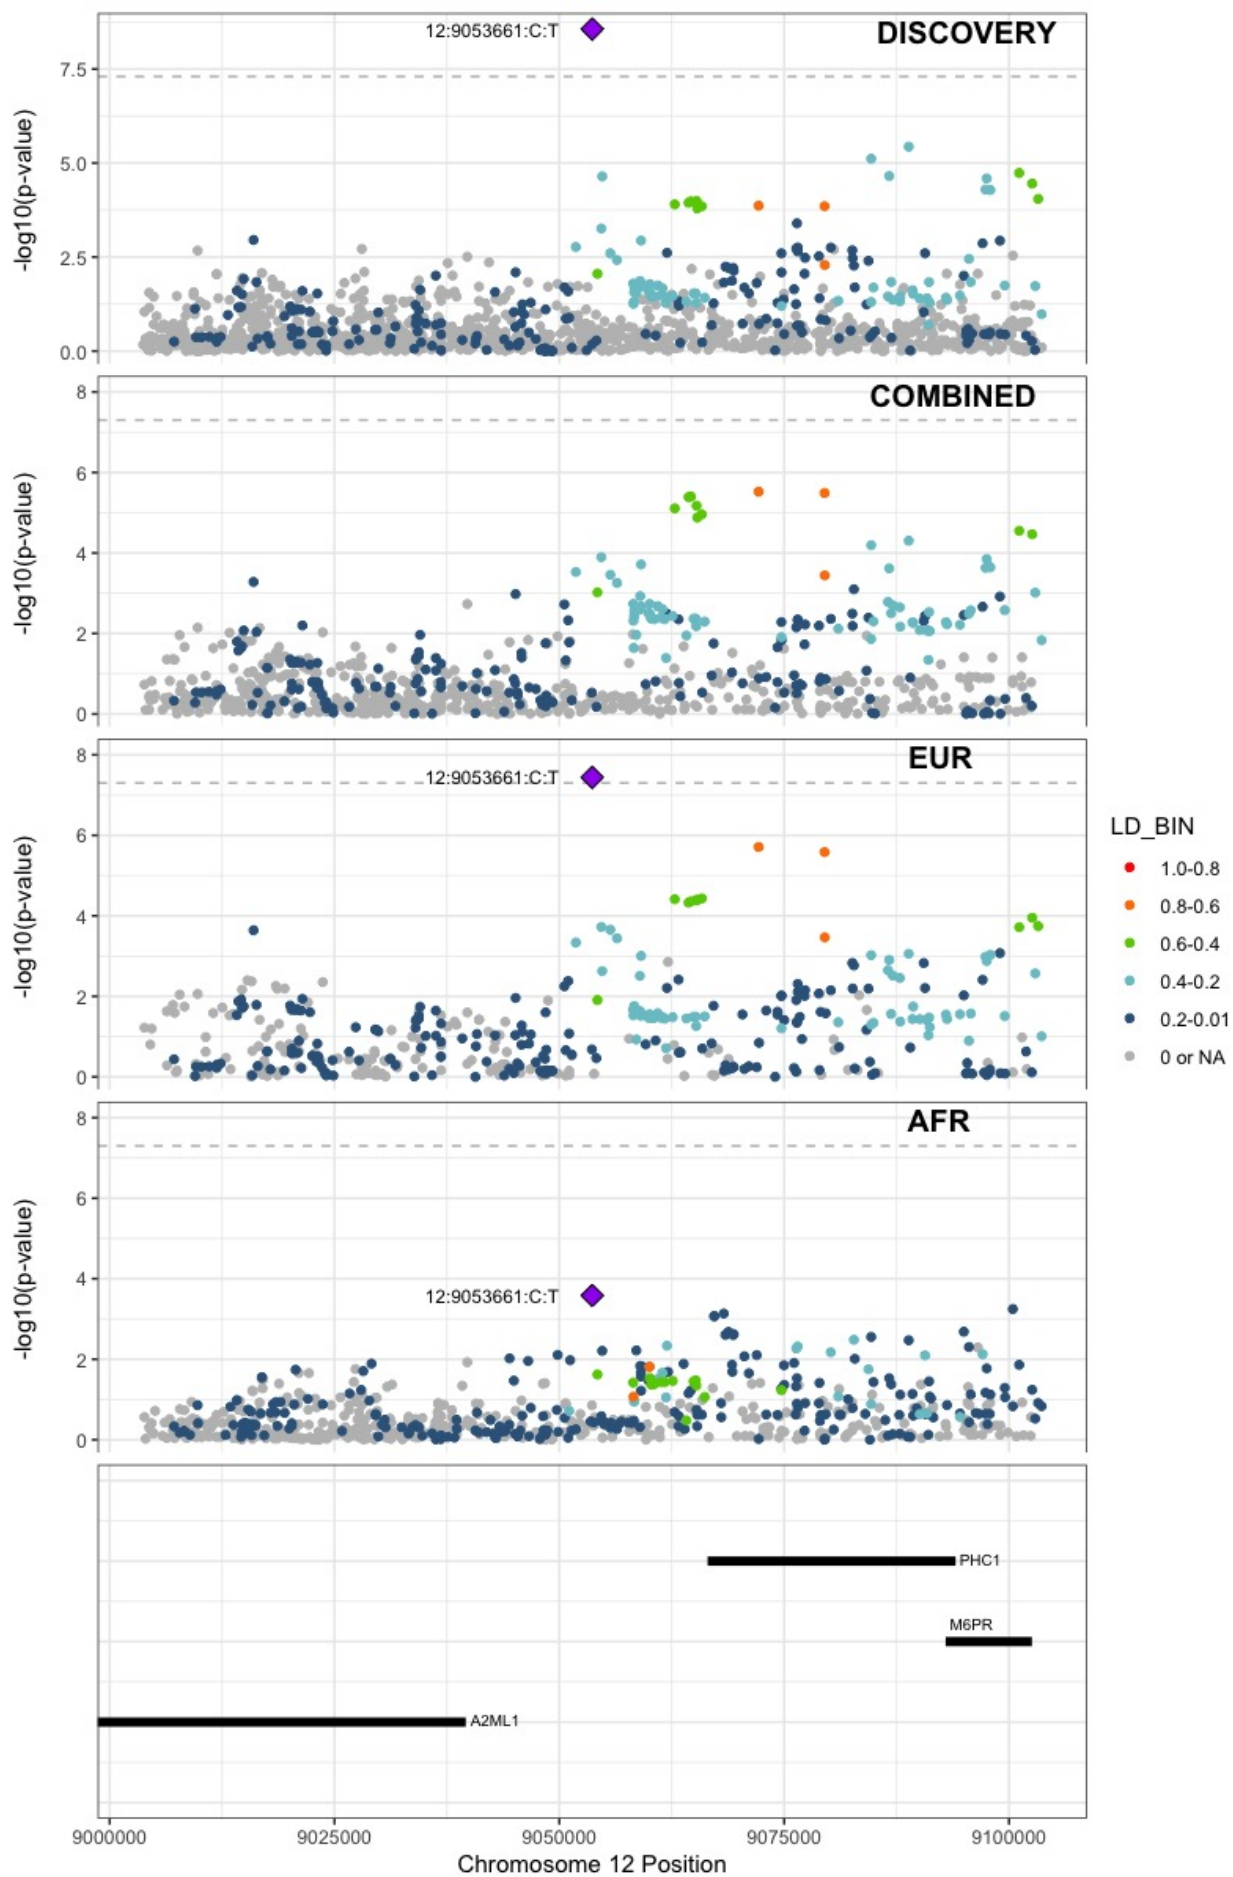 12:9053661:C:T
DISCOVERY
7.5
5.0
2.5
0.0
-log10(p-value)
COMBINED
8
6
4
2
0
-log10(p-value)
EUR
12:9053661:C:T
8
6
4
2
0
-log10(p-value)
LD_BIN
1.0-0.8
0.8-0.6
0.6-0.4
0.4-0.2
0.2-0.01
0 or NA
AFR
8
6
4
12:9053661:C:T
2
0
-log10(p-value)
PHC1
M6PR
A2ML1
9000000 9025000 9050000 9075000 9100000
Chromosome 12 Position